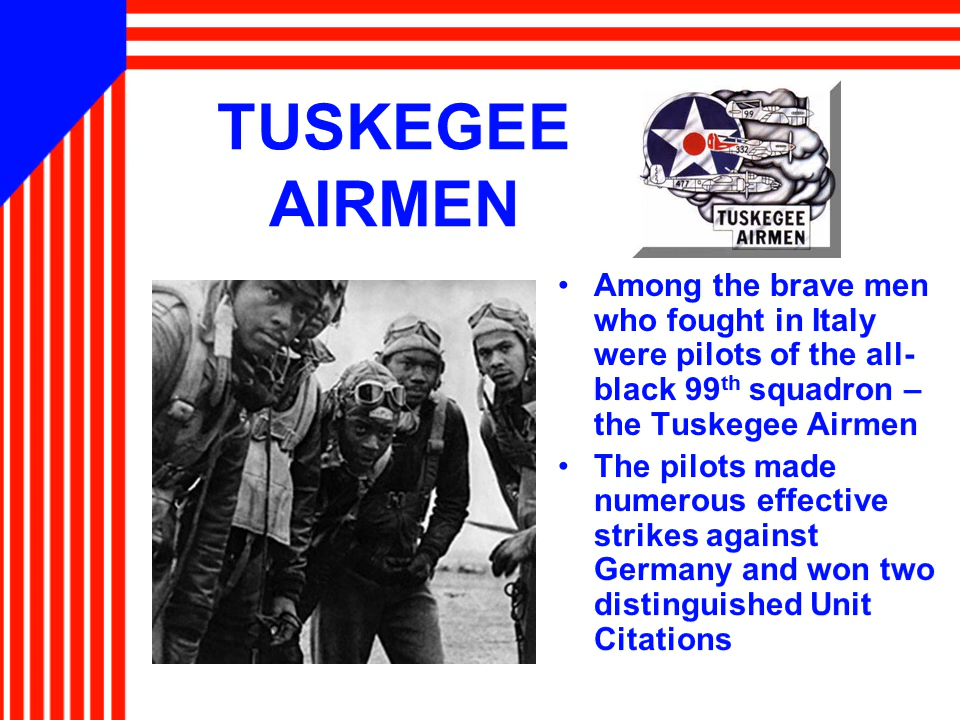 TUSKEGEE
AIRMEN
99
332
477
TUSKEGEE
AIRMEN
• Among the brave men
who fought in Italy
were pilots of the all-
black 99th squadron –
the Tuskegee Airmen
• The pilots made
numerous effective
strikes against
Germany and won two
distinguished Unit
Citations